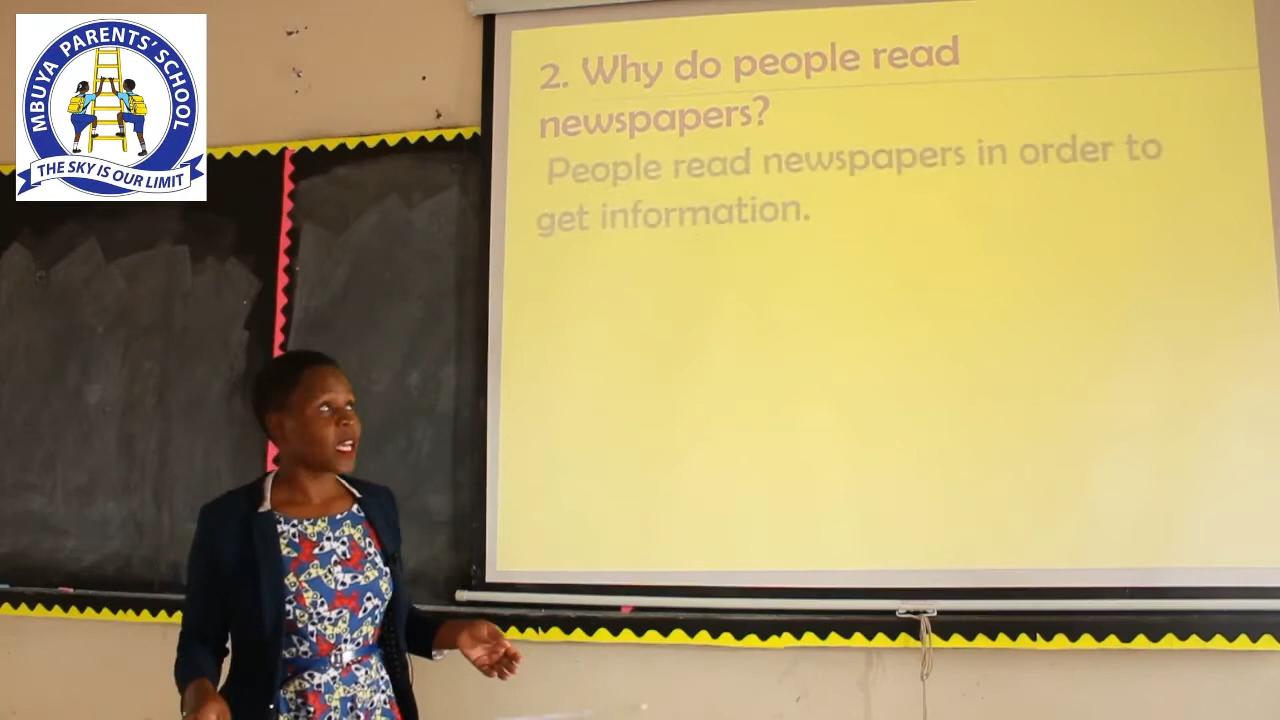 MBUYA PARENTS' SCHOOL
THE SKY IS OUR LIMIT
2. Why do people read
newspapers?
People read newspapers in order to
get information.